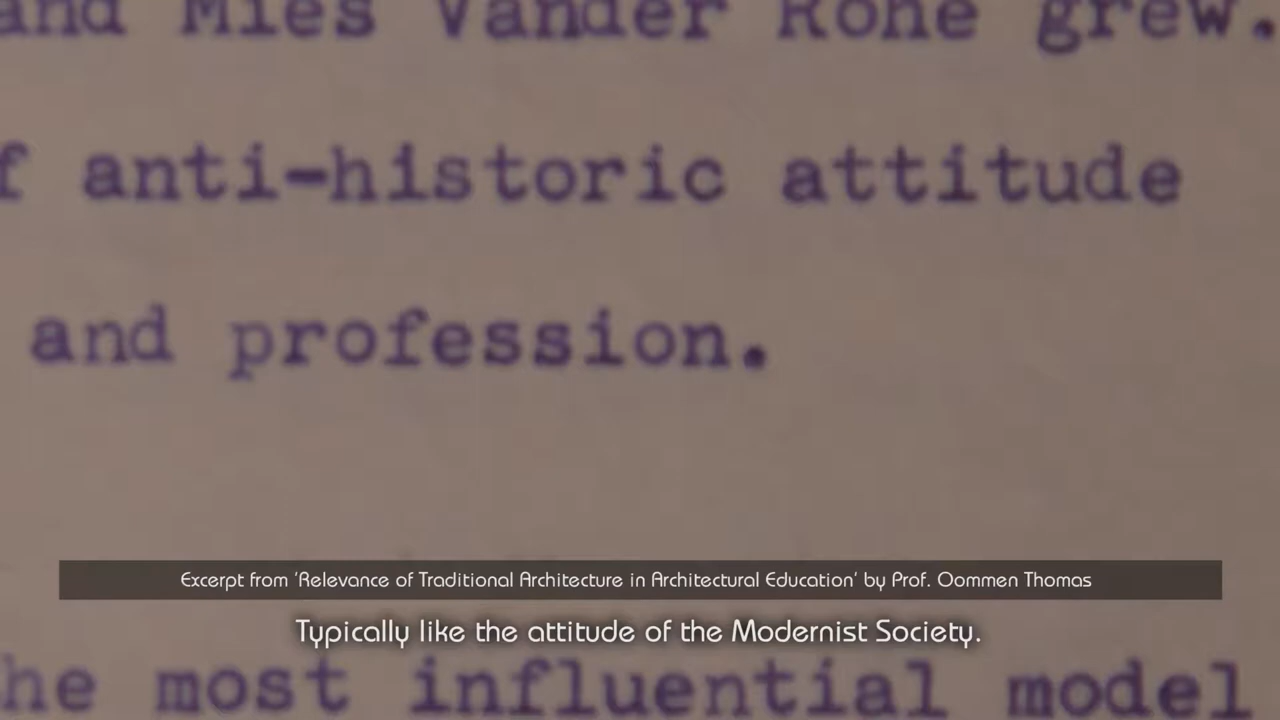 and Mies Vander Rohe grew.
f anti-historic attitude
and profession.
Excerpt from 'Relevance of Traditional Architecture in Architectural Education' by Prof. Oommen Thomas
Typically like the attitude of the Modernist Society.
he most influential model